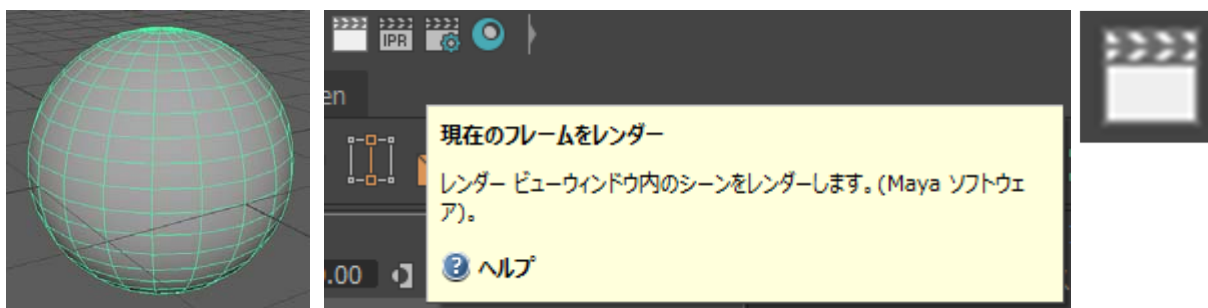 IPR
en
現在のフレームをレンダー
レンダー ビューウィンドウ内のシーンをレンダーします。(Maya ソフトウェ
ア)。
.00
ヘルプ